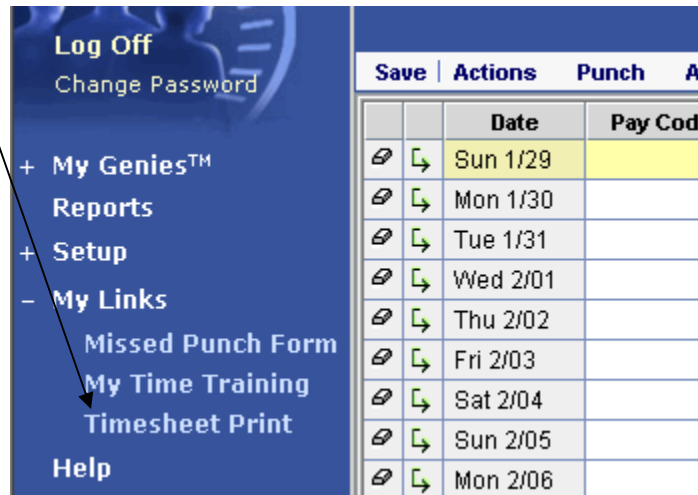 Log Off
Change Password
+ My Genies™
Reports
+ Setup
– My Links
Missed Punch Form
My Time Training
Timesheet Print
Help
Save | Actions Punch A
Date Pay Cod
Sun 1/29
Mon 1/30
Tue 1/31
Wed 2/01
Thu 2/02
Fri 2/03
Sat 2/04
Sun 2/05
Mon 2/06